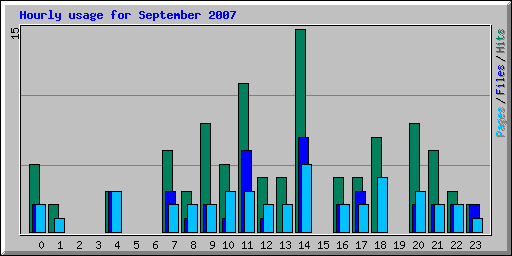 Hourly usage for September 2007
15
Pages/Files/Hits
0 1 2 3 4 5 6 7 8 9 10 11 12 13 14 15 16 17 18 19 20 21 22 23